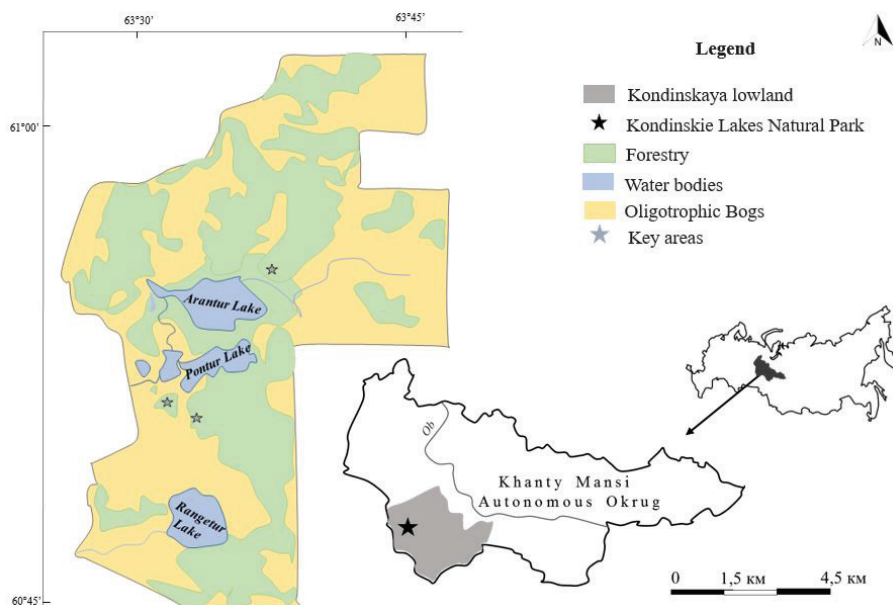 63°30'
63°45'
61°00'
60°45'
Arantur Lake
Pontur Lake
Rangetur
Lake
N
Legend
Kondinskaya lowland
Kondinskie Lakes Natural Park
Forestry
Water bodies
Oligotrophic Bogs
Key areas
Ob
Khanty Mansi
Autonomous Okrug
0 1,5 км 4,5 км